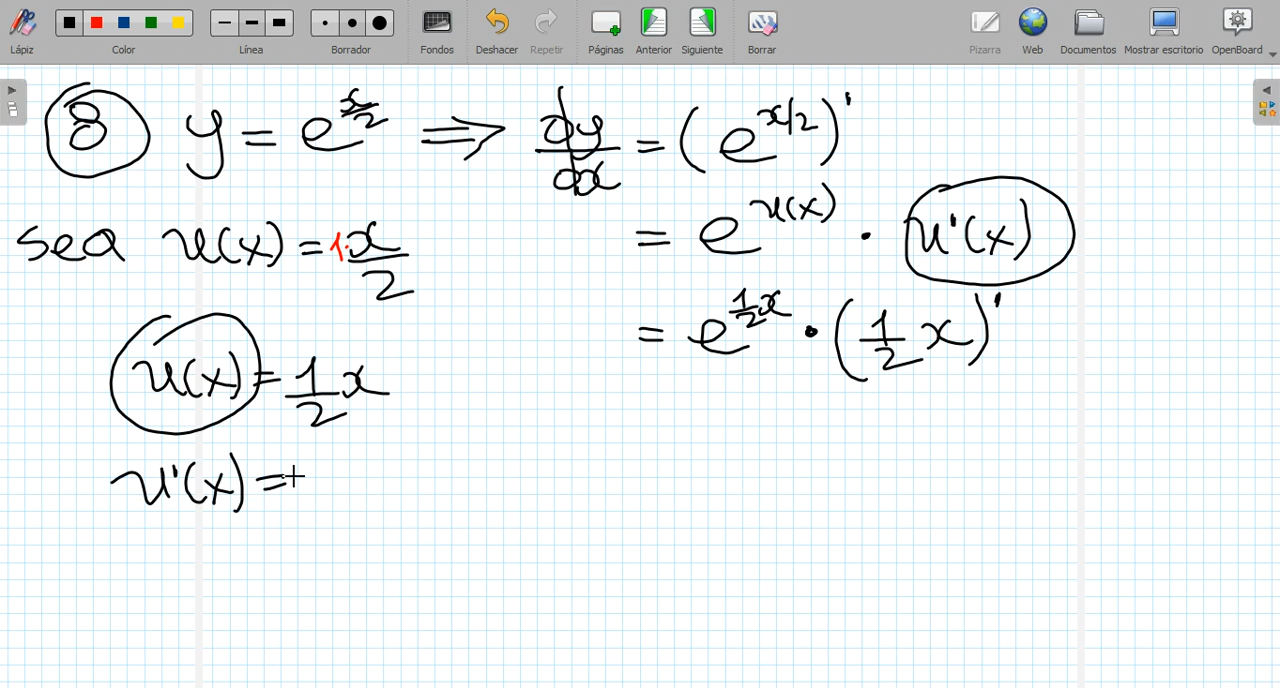 Lápiz Color Línea Borrador Fondos Deshacer Repetir Páginas Anterior Siguiente Borrar Pizarra Web Documentos Mostrar escritorio OpenBoard
8 y = e^{x/2} ⟹ dy/dx = (e^{x/2})'
sea u(x) = 1·x/2
= e^{u(x)} · u'(x)
= e^{1/2 x} · (1/2 x)'
u(x) = 1/2 x
u'(x) =